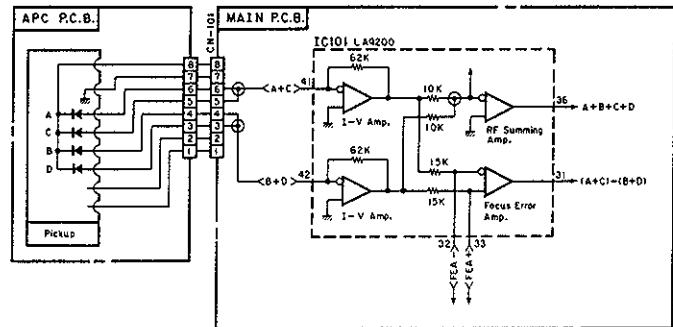 APC P.C.B. MAIN P.C.B.
CN-101
IC101 LA9200
8 8
7 7
6 6
5 5
4 4
3 3
2 2
1 1
A
C
B
D
Pickup
<A+C> 41
62K
I-V Amp.
10K
10K
RF Summing Amp.
36 A+B+C+D
<B+D> 42
62K
I-V Amp.
15K
15K
Focus Error Amp.
31 (A+C)-(B+D)
32 33
<FEA-> <FEA+>